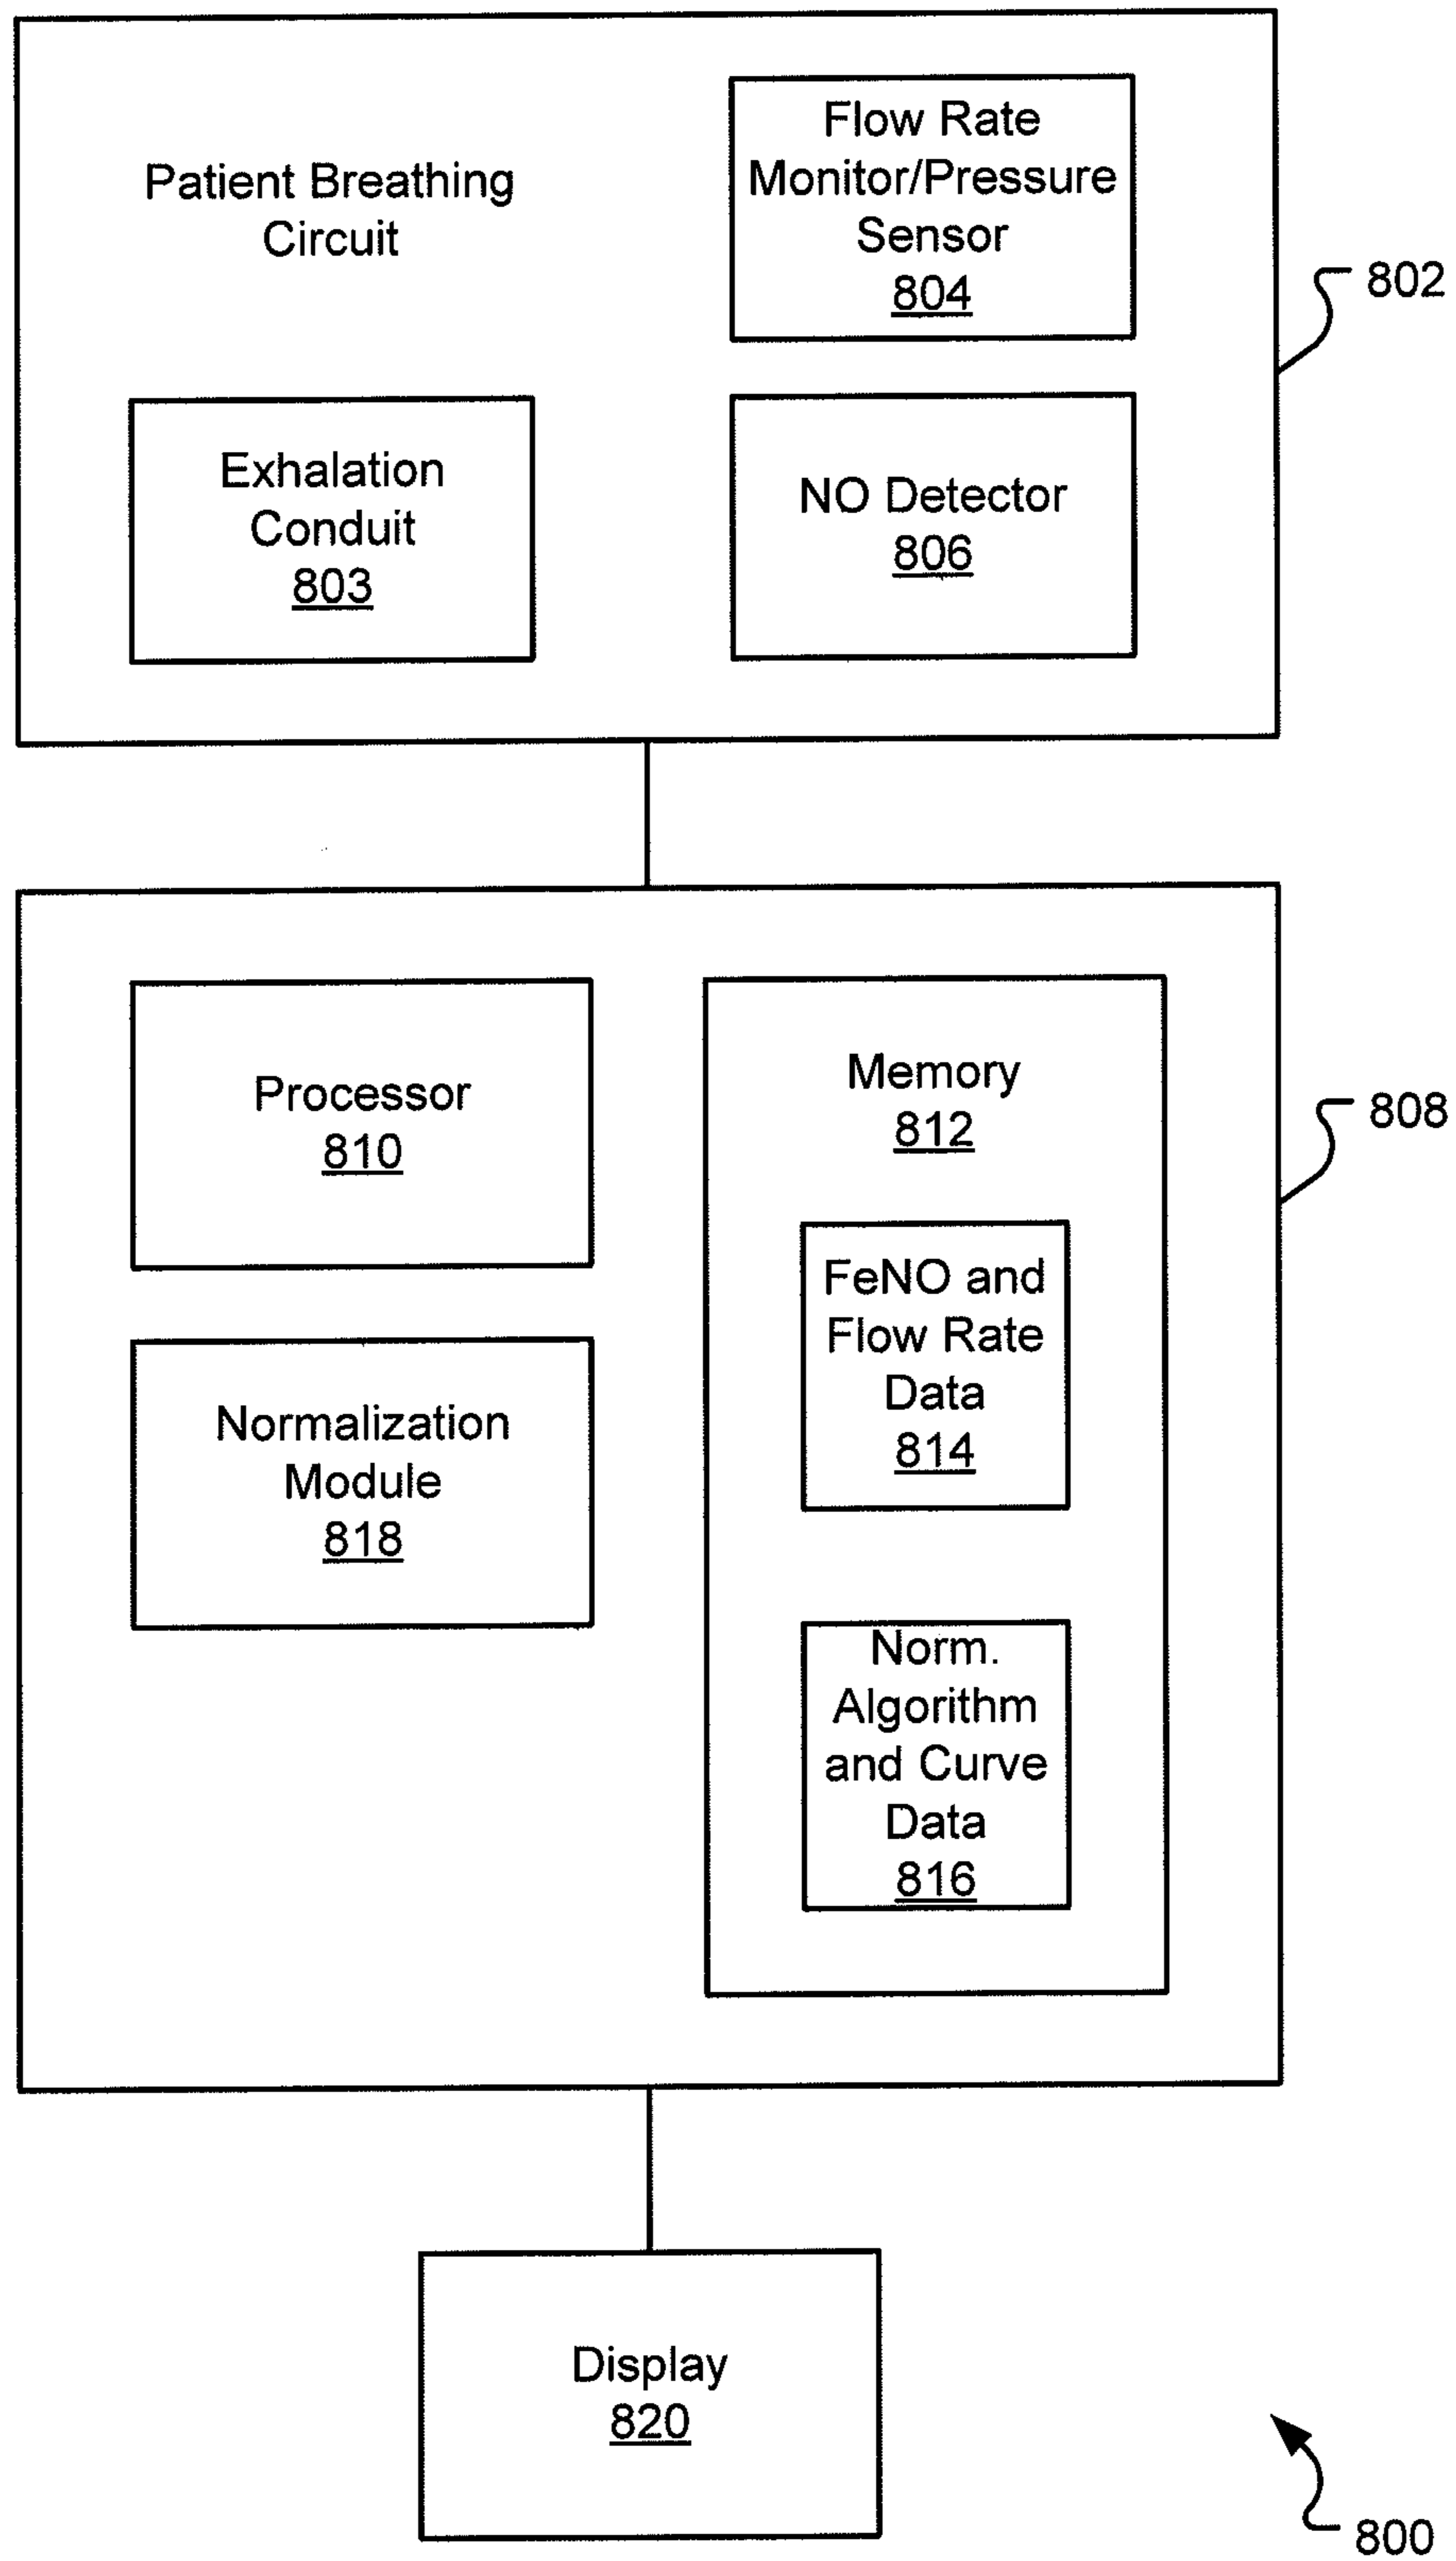 Patient Breathing
Circuit
Flow Rate
Monitor/Pressure
Sensor
804
802
Exhalation
Conduit
803
NO Detector
806
Processor
810
Memory
812
808
FeNO and
Flow Rate
Data
814
Normalization
Module
818
Norm.
Algorithm
and Curve
Data
816
Display
820
800